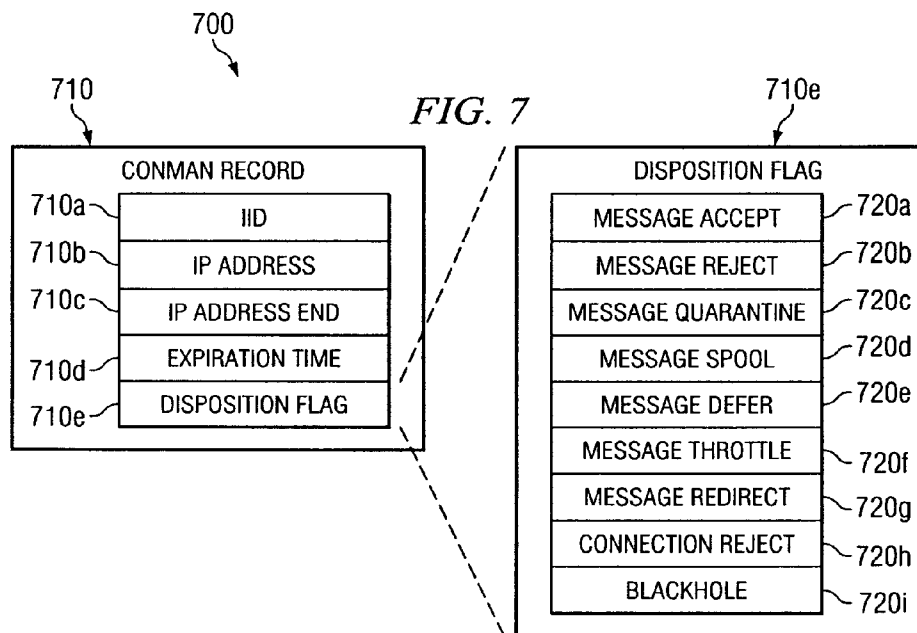 700
710
FIG. 7
710e
CONMAN RECORD
710a
IID
710b
IP ADDRESS
710c
IP ADDRESS END
710d
EXPIRATION TIME
710e
DISPOSITION FLAG
DISPOSITION FLAG
MESSAGE ACCEPT
720a
MESSAGE REJECT
720b
MESSAGE QUARANTINE
720c
MESSAGE SPOOL
720d
MESSAGE DEFER
720e
MESSAGE THROTTLE
720f
MESSAGE REDIRECT
720g
CONNECTION REJECT
720h
BLACKHOLE
720i